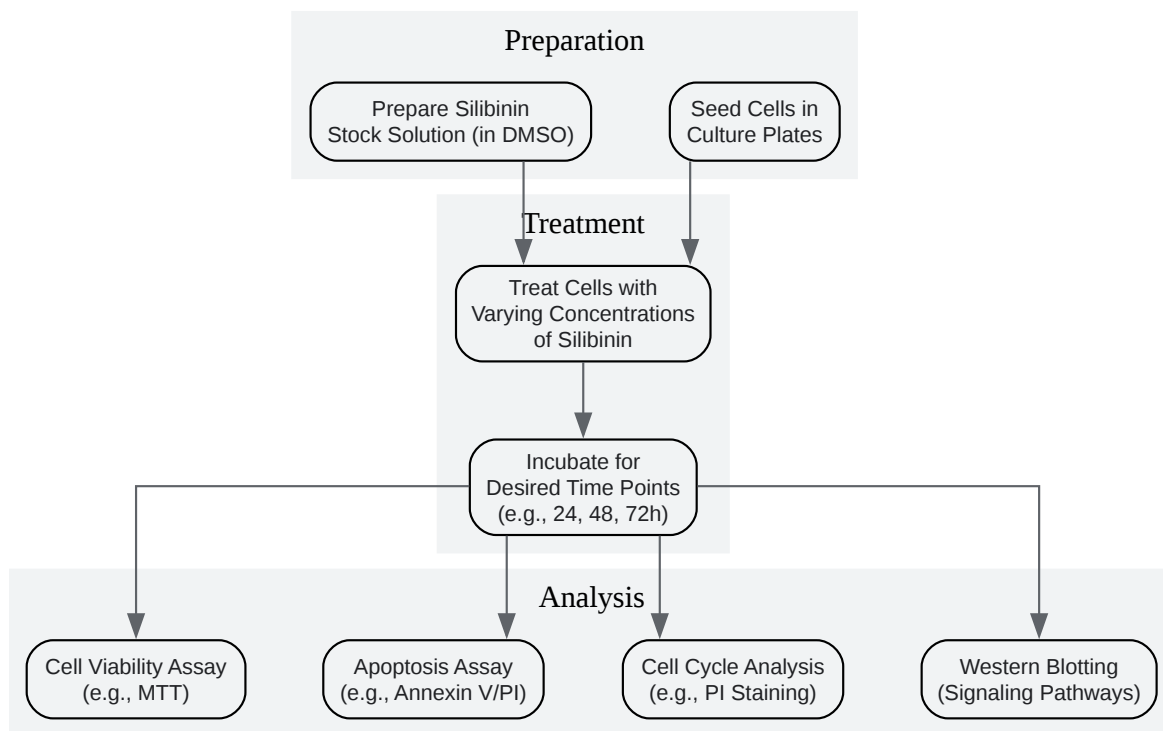 Preparation
Prepare Silibinin
Stock Solution (in DMSO)
Seed Cells in
Culture Plates
Treatment
Treat Cells with
Varying Concentrations
of Silibinin
Incubate for
Desired Time Points
(e.g., 24, 48, 72h)
Analysis
Cell Viability Assay
(e.g., MTT)
Apoptosis Assay
(e.g., Annexin V/PI)
Cell Cycle Analysis
(e.g., PI Staining)
Western Blotting
(Signaling Pathways)